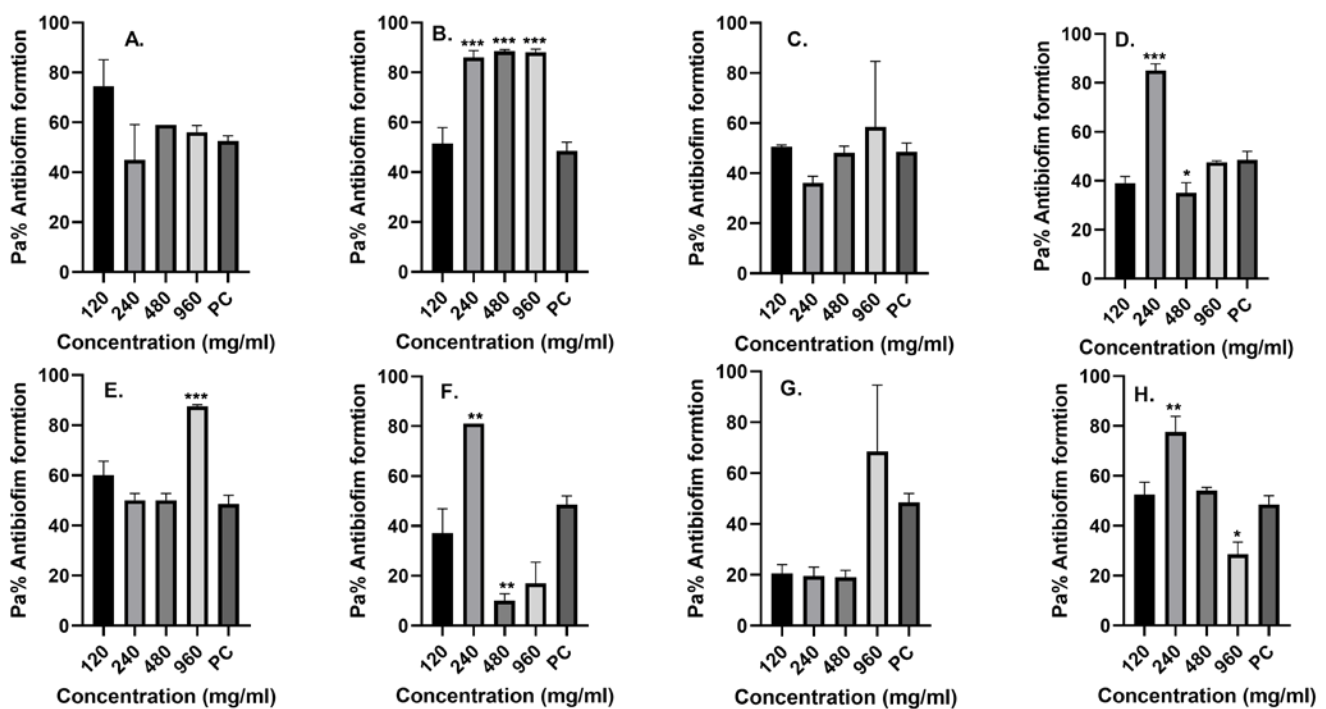 A.
Pa% Antibiofim formtion
100
80
60
40
20
0
120
240
480
960
PC
Concentration (mg/ml)
B.
Pa% Antibiofim formtion
100
80
60
40
20
0
***
***
***
120
240
480
960
PC
Concentration (mg/ml)
C.
Pa% Antibiofim formtion
100
80
60
40
20
0
120
240
480
960
PC
Concentration (mg/ml)
D.
Pa% Antibiofim formtion
100
80
60
40
20
0
***
*
120
240
480
960
PC
Concentration (mg/ml)
E.
Pa% Antibiofim formtion
100
80
60
40
20
0
***
120
240
480
960
PC
Concentration (mg/ml)
F.
Pa% Antibiofim formtion
100
80
60
40
20
0
**
**
120
240
480
960
PC
Concentration (mg/ml)
G.
Pa% Antibiofim formtion
100
80
60
40
20
0
120
240
480
960
PC
Concentration (mg/ml)
H.
Pa% Antibiofim formtion
100
80
60
40
20
0
**
*
120
240
480
960
PC
Concentration (mg/ml)